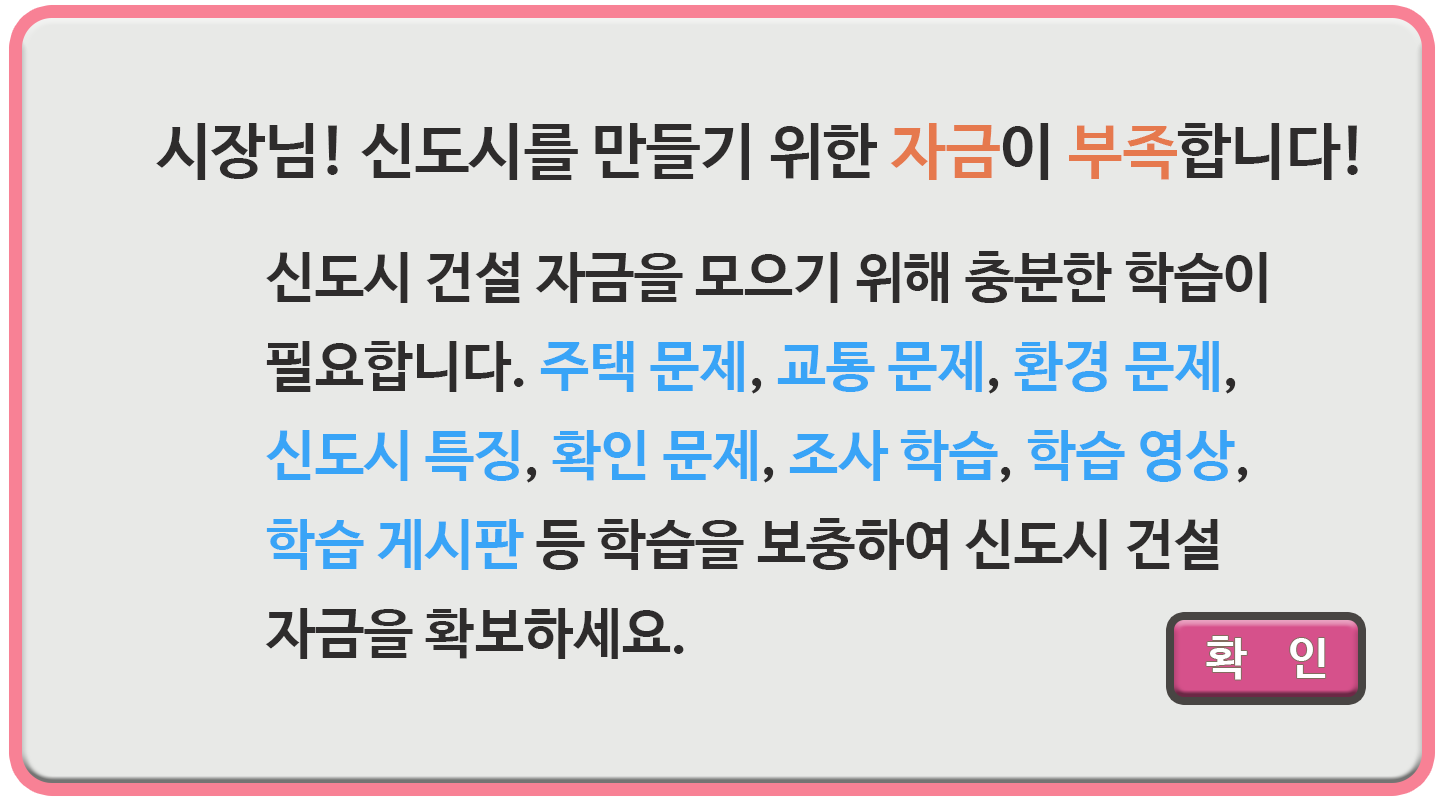 시장님! 신도시를 만들기 위한 자금이 부족합니다!
신도시 건설 자금을 모으기 위해 충분한 학습이
필요합니다. 주택 문제, 교통 문제, 환경 문제,
신도시 특징, 확인 문제, 조사 학습, 학습 영상,
학습 게시판 등 학습을 보충하여 신도시 건설
자금을 확보하세요.
확 인